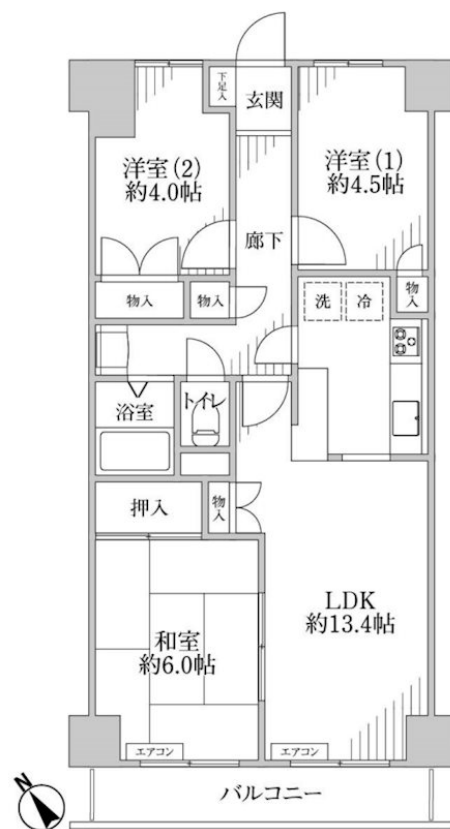 下足入
玄関
洋室(2)
約4.0帖
洋室(1)
約4.5帖
廊下
物入
物入
洗
冷
物入
浴室
トイレ
押入
物入
LDK
約13.4帖
和室
約6.0帖
エアコン
エアコン
バルコニー
N